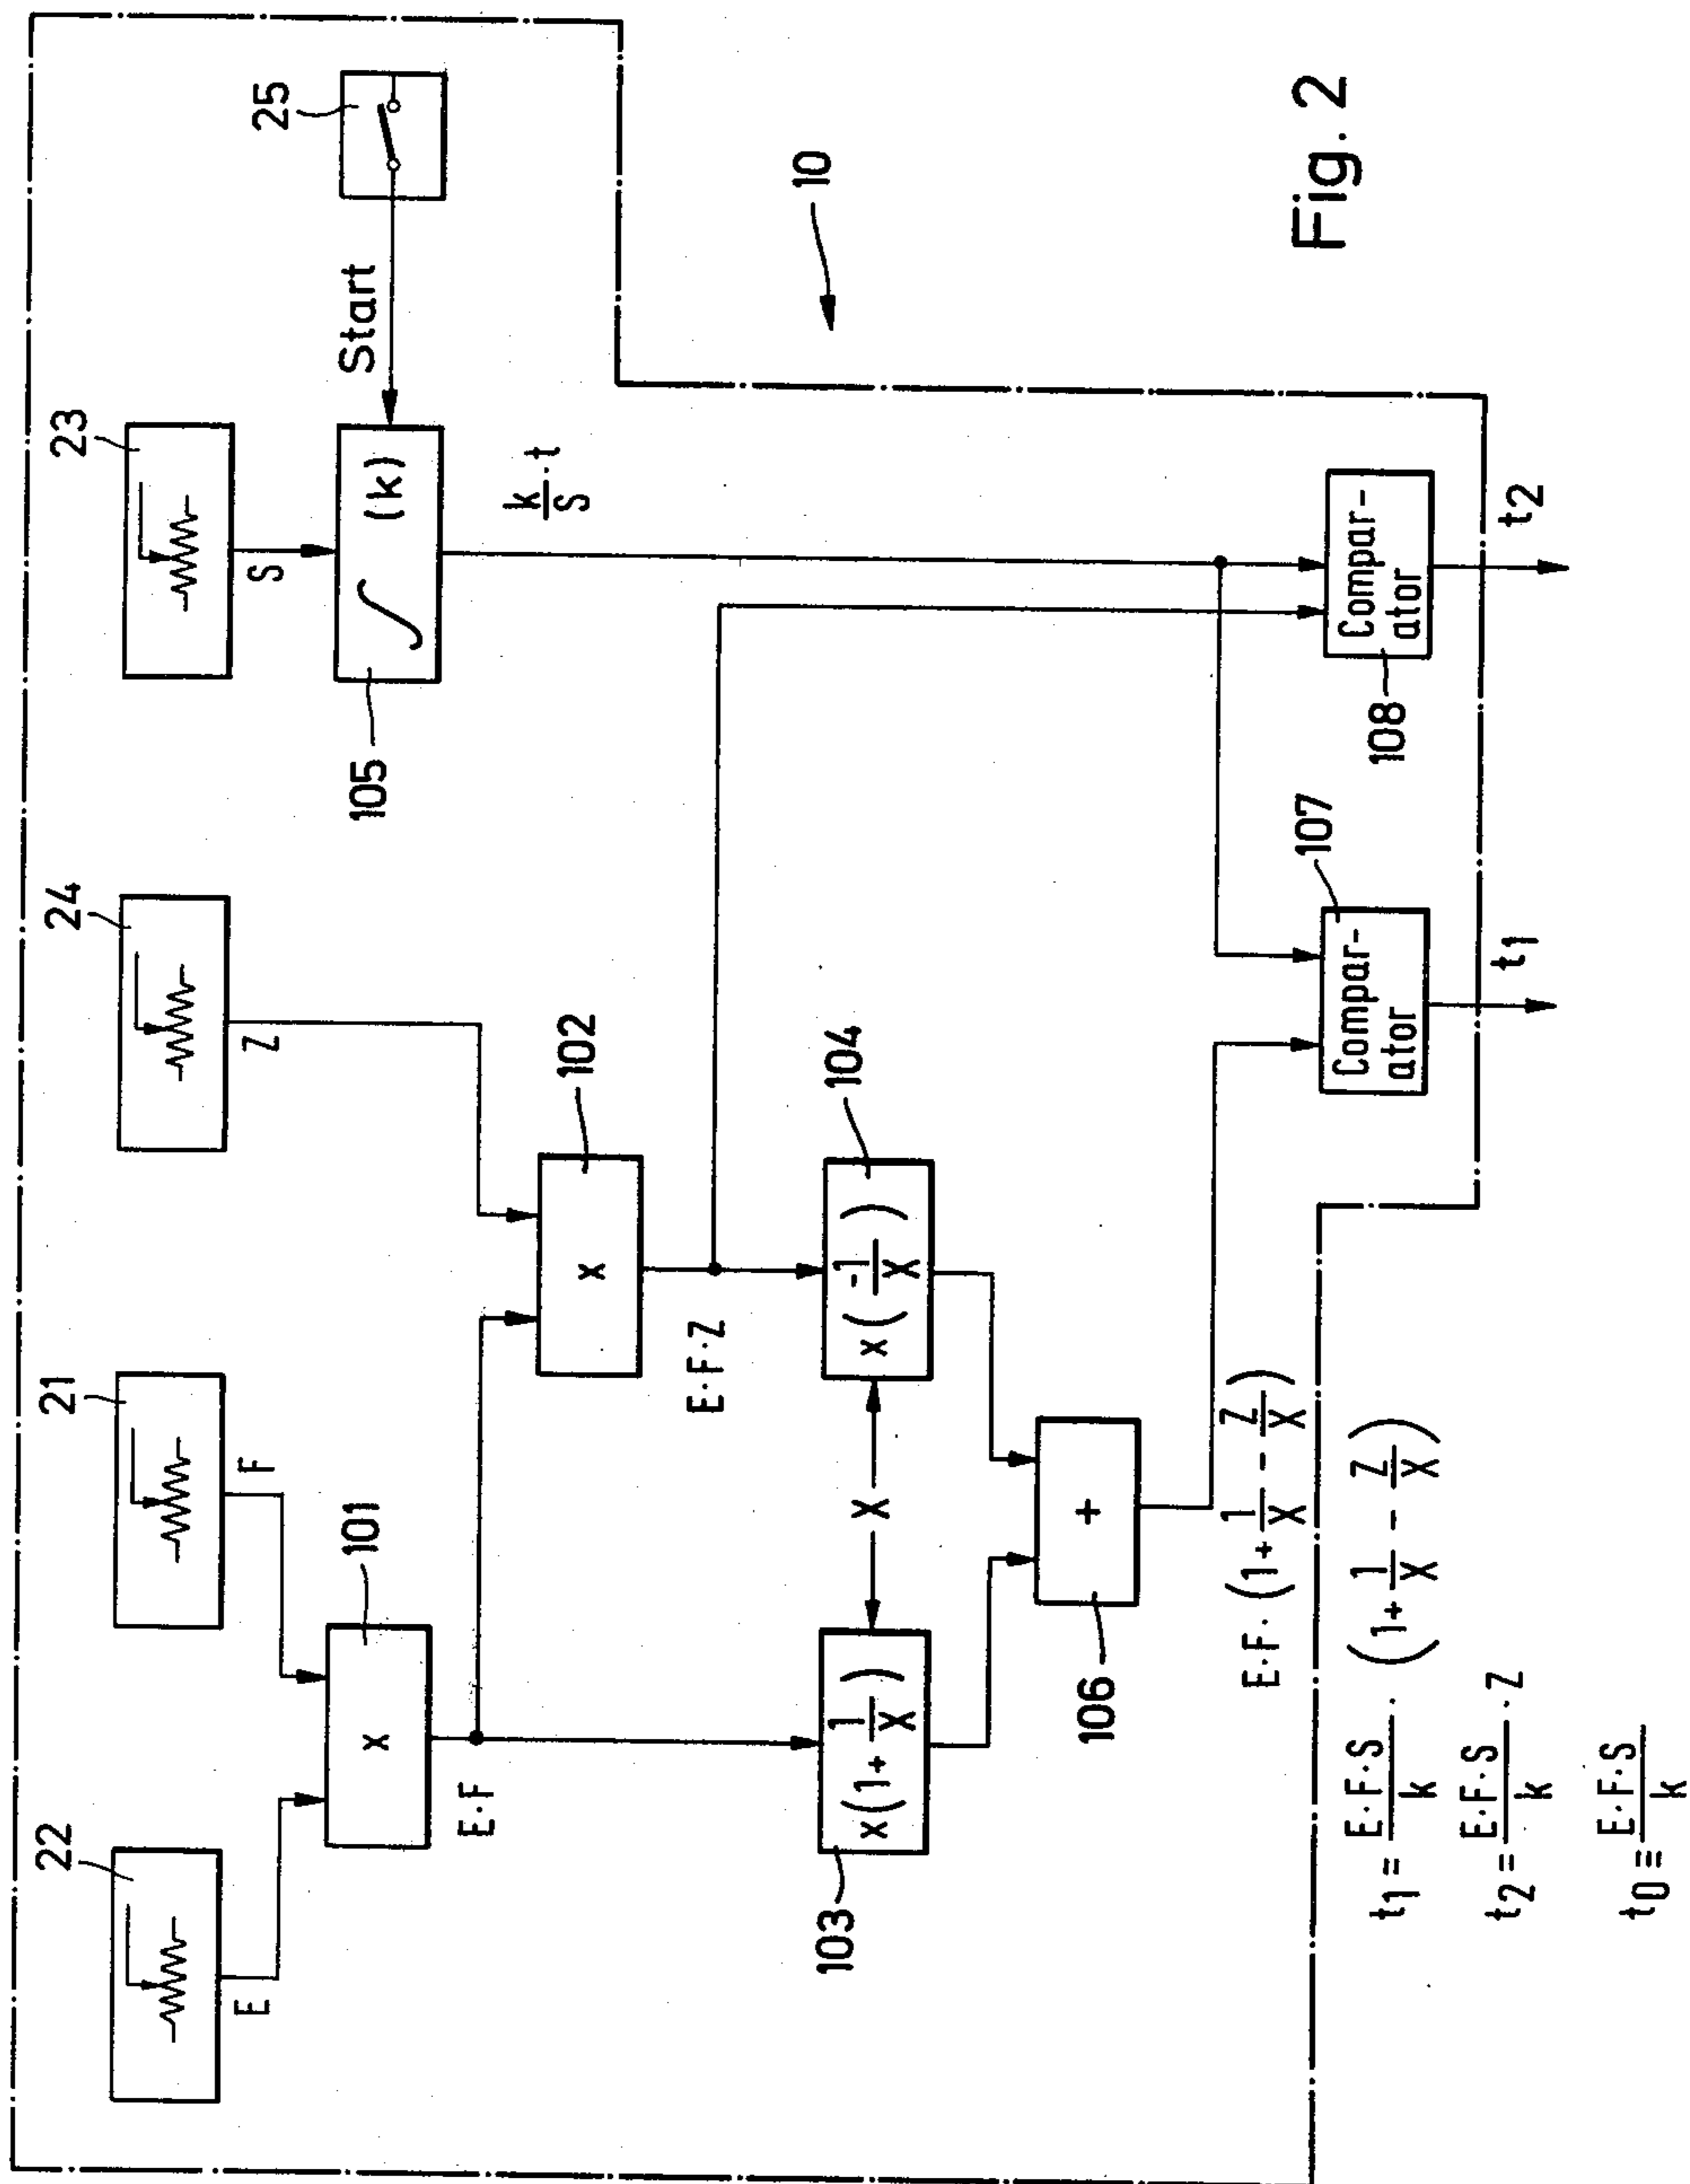 22
21
24
23
25
E
F
Z
S
Start
101
x
105
∫ (k)
E·F
102
x
k/S · t
E·F·Z
10
103
x(1+1/X)
X
104
x(-1/X)
106
+
E·F·(1+1/X - Z/X)
107
Compar-
ator
108
Compar-
ator
t₁
t₂
t₁ = E·F·S/k · (1+1/X - Z/X)
t₂ = E·F·S/k · Z
t₀ ≡ E·F·S/k
Fig. 2